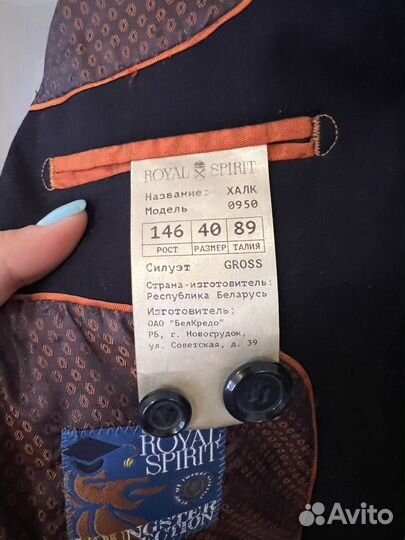 ROYAL SPIRIT
Название: ХАЛК
Модель 0950
146 40 89
РОСТ РАЗМЕР ТАЛИЯ
Силуэт GROSS
Страна-изготовитель:
Республика Беларусь
Изготовитель:
ОАО "БелКредо"
РБ, г. Новогрудок,
ул. Советская, д. 39
ROYAL
SPIRIT
YOUNGSTER
Avito